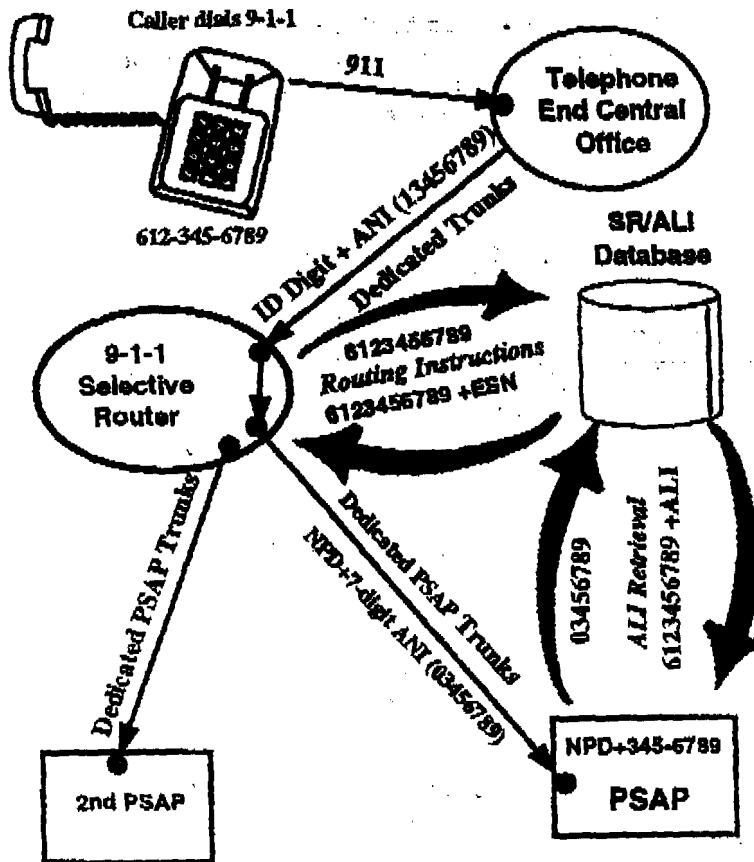 Caller dials 9-1-1
911
Telephone
End Central
Office
612-345-6789
ID Digit + ANI (13456789)
Dedicated Trunks
SR/ALI
Database
9-1-1
Selective
Router
6123456789
Routing Instructions
6123456789 +ESN
Dedicated PSAP Trunks
Dedicated PSAP Trunks
NPD+7-digit ANI (03456789)
03456789
ALI Retrieval
6123456789 +ALI
2nd PSAP
NPD+345-6789
PSAP